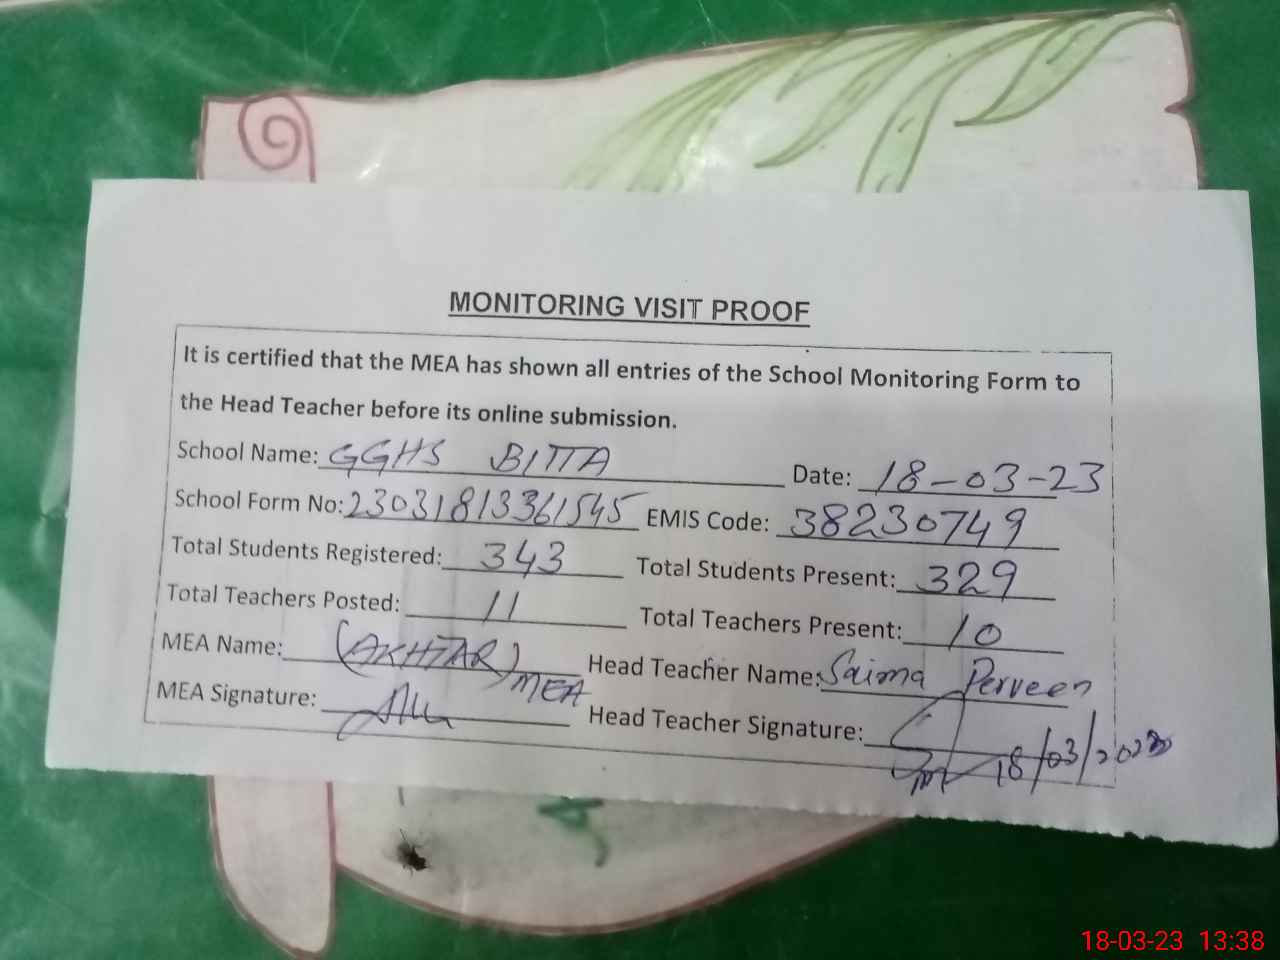 MONITORING VISIT PROOF
It is certified that the MEA has shown all entries of the School Monitoring Form to
the Head Teacher before its online submission.
School Name: GGHS BITTA Date: 18-03-23
School Form No: 23031813361545 EMIS Code: 38230749
Total Students Registered: 343 Total Students Present: 329
Total Teachers Posted: 11 Total Teachers Present: 10
MEA Name: (AKHTAR) MEA Head Teacher Name: Saima Perveen
MEA Signature: Head Teacher Signature:
18/03/2023
18-03-23 13:38